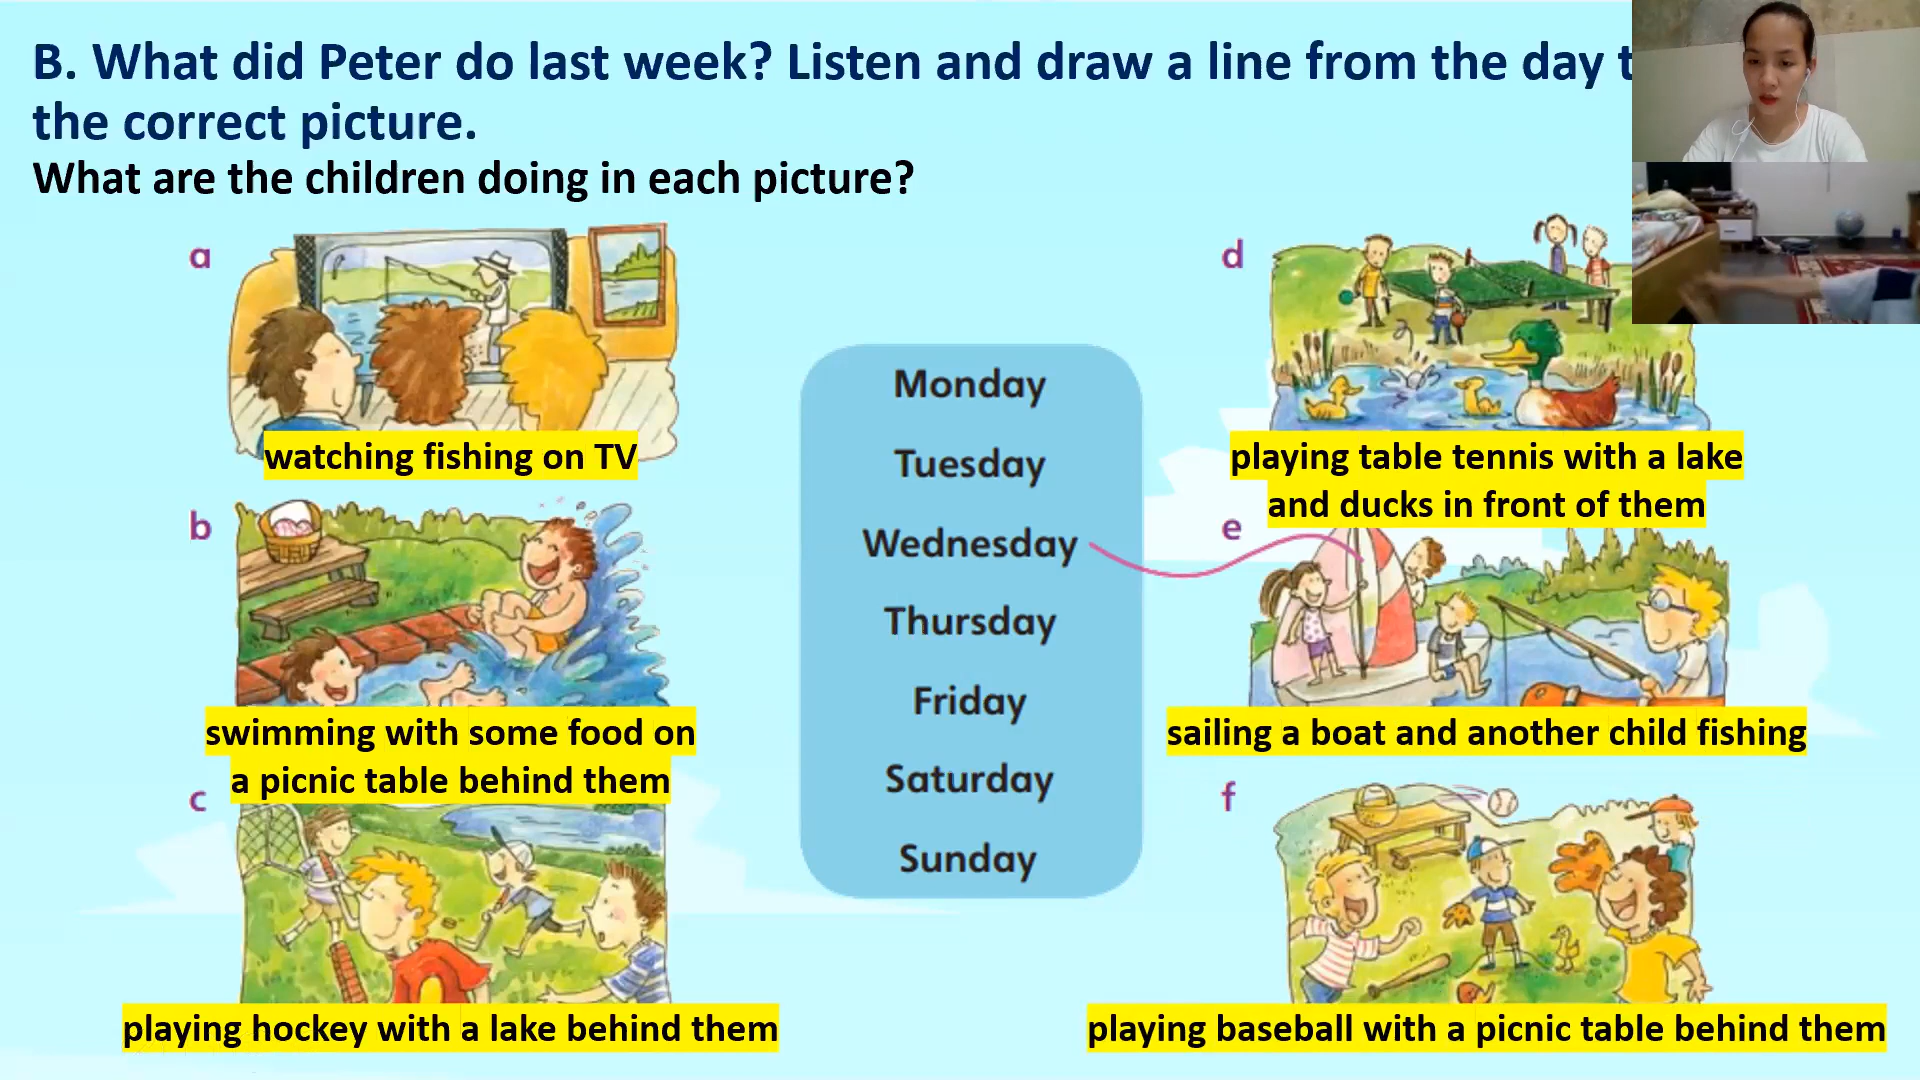 B. What did Peter do last week? Listen and draw a line from the day
the correct picture.
What are the children doing in each picture?
a
watching fishing on TV
b
swimming with some food on
a picnic table behind them
c
playing hockey with a lake behind them
Monday
Tuesday
Wednesday
Thursday
Friday
Saturday
Sunday
d
playing table tennis with a lake
and ducks in front of them
e
sailing a boat and another child fishing
f
playing baseball with a picnic table behind them